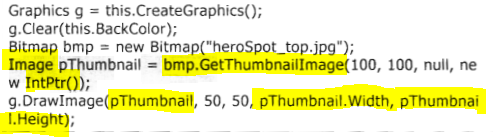 Graphics g = this.CreateGraphics();
g.Clear(this.BackColor);
Bitmap bmp = new Bitmap("heroSpot_top.jpg");
Image pThumbnail = bmp.GetThumbnailImage(100, 100, null, ne
w IntPtr());
g.DrawImage(pThumbnail, 50, 50, pThumbnail.Width, pThumbnai
l.Height);